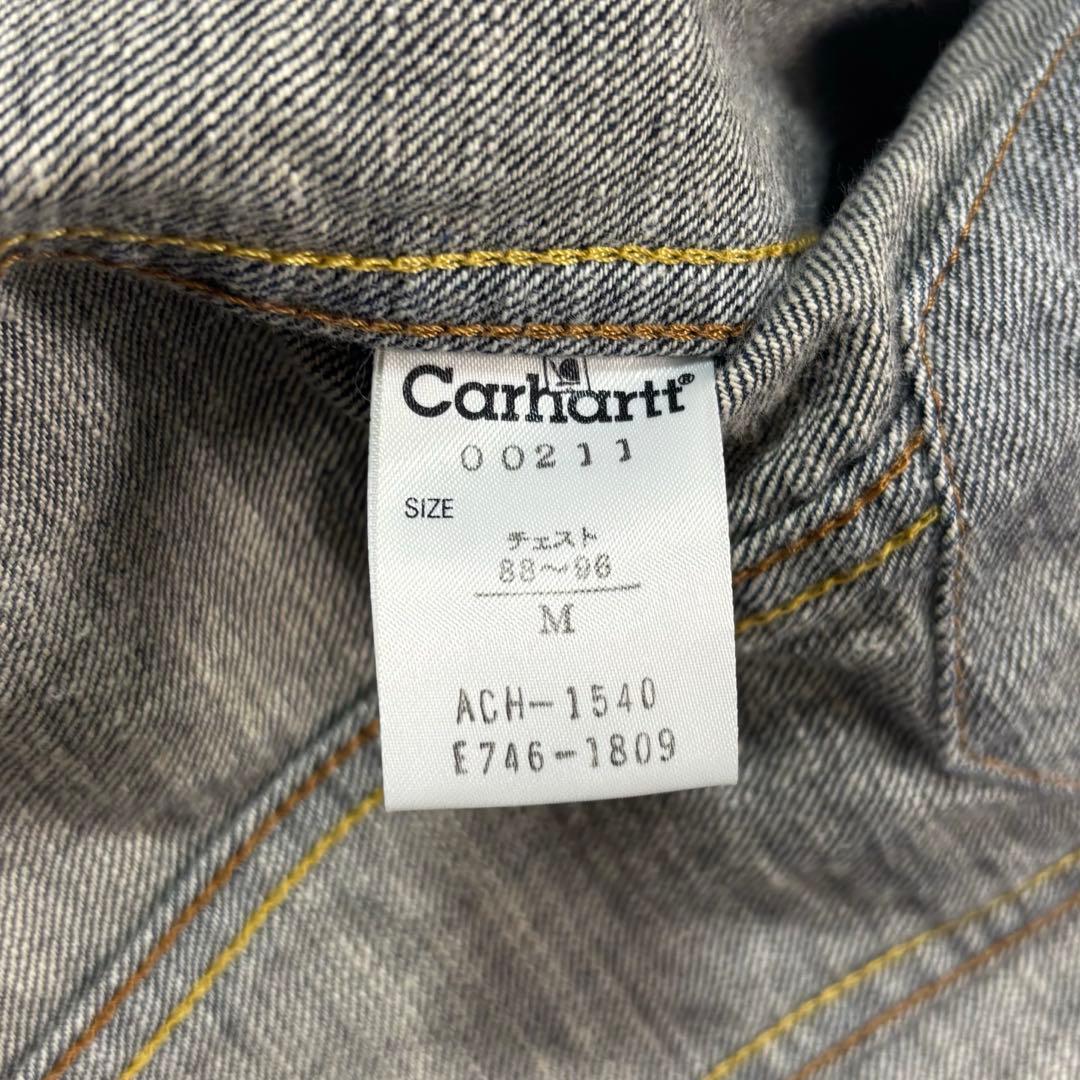 Carhartt®
00211
SIZE
チェスト
88〜96
M
ACH-1540
E746-1809